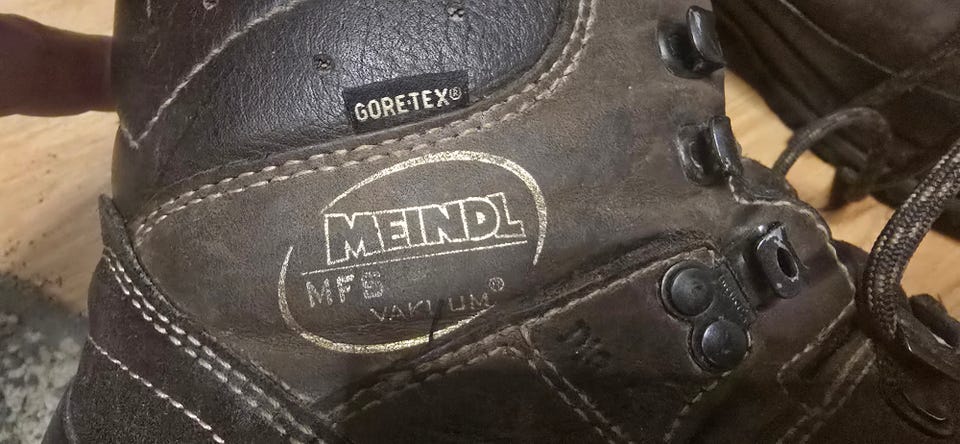 GORE-TEX®
MEINDL
MFS
VAKUUM®